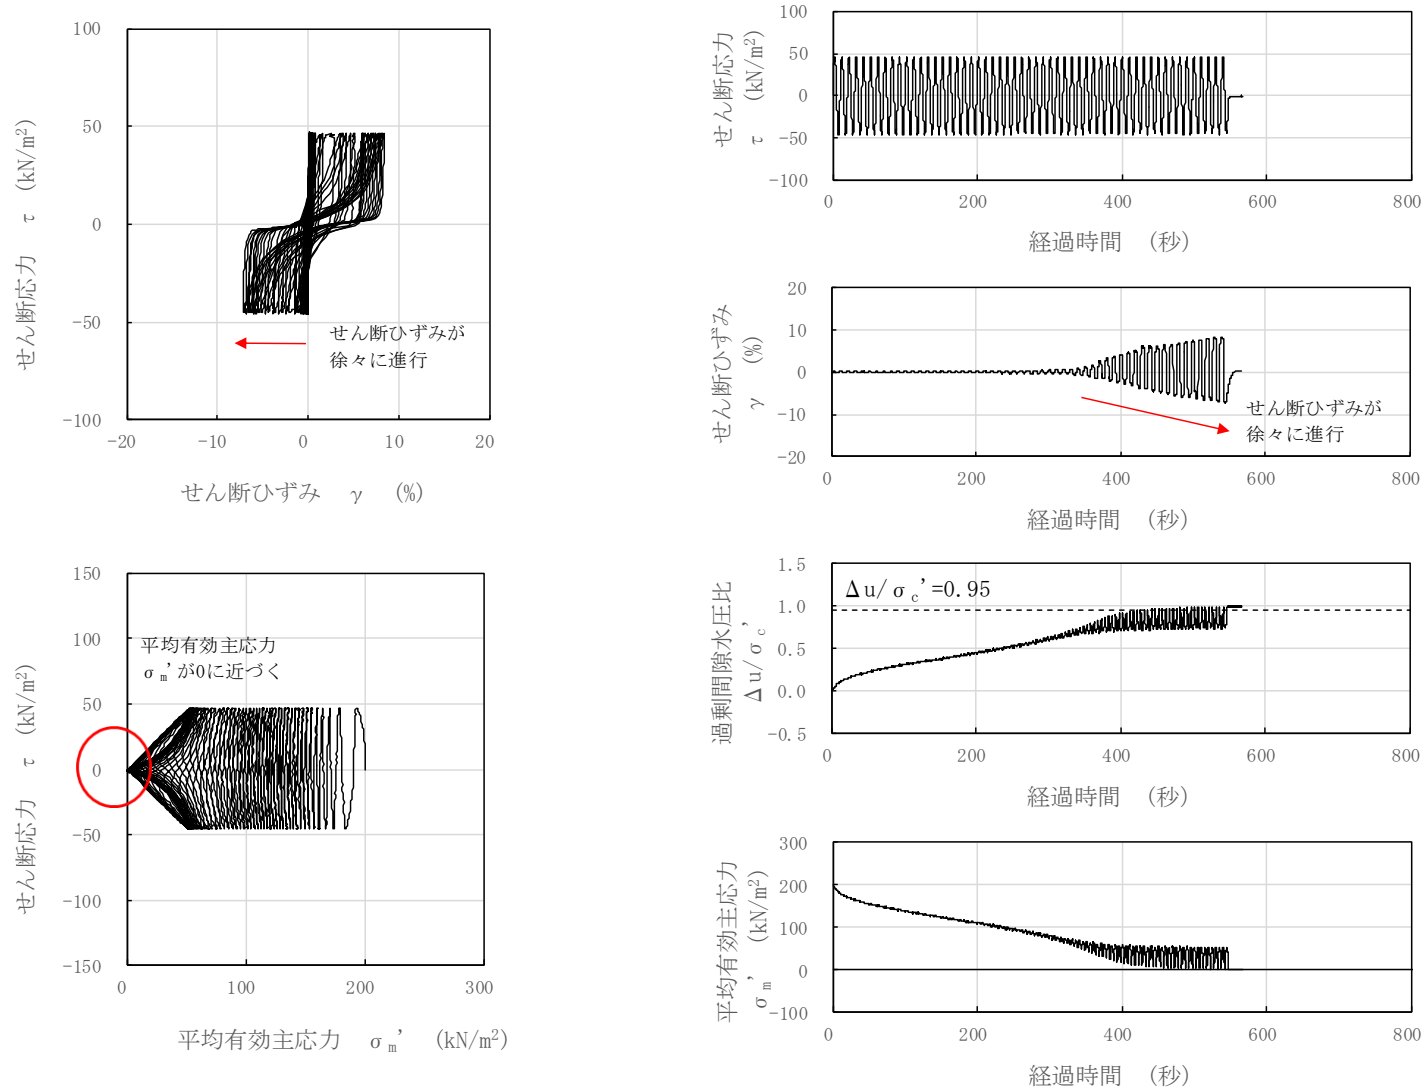 100
50
0
-50
-100
-20
-10
0
10
20
せん断応力 τ (kN/m²)
せん断ひずみ γ (%)
せん断ひずみが
徐々に進行
150
100
50
0
-50
-100
-150
0
100
200
300
せん断応力 τ (kN/m²)
平均有効主応力 σm' (kN/m²)
平均有効主応力
σm'が0に近づく
100
50
0
-50
-100
0
200
400
600
800
せん断応力
τ (kN/m²)
経過時間 (秒)
20
10
0
-10
-20
0
200
400
600
800
せん断ひずみ
γ (%)
経過時間 (秒)
せん断ひずみが
徐々に進行
1.5
1.0
0.5
0.0
-0.5
0
200
400
600
800
過剰間隙水圧比
Δu/σc'
Δu/σc'=0.95
経過時間 (秒)
300
200
100
0
-100
0
200
400
600
800
平均有効主応力
σm' (kN/m²)
経過時間 (秒)